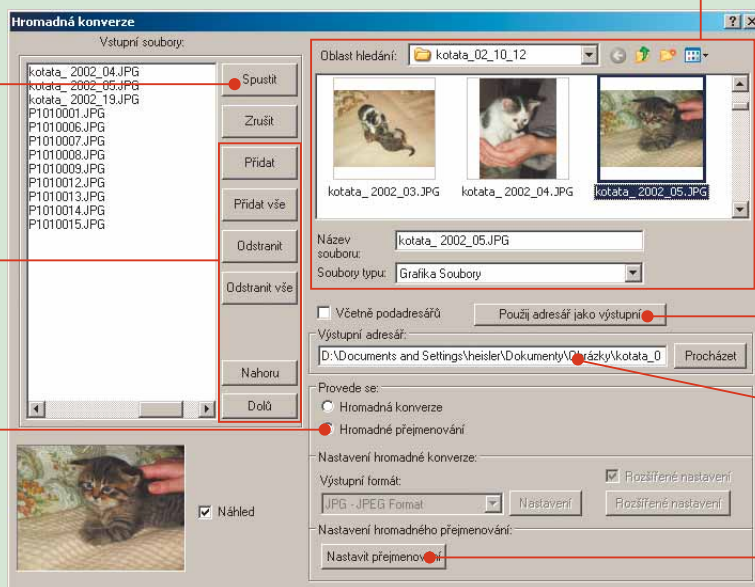 Hromadná konverze
Vstupní soubory:
kotata_ 2002_04.JPG
kotata_ 2002_05.JPG
kotata_ 2002_19.JPG
P1010001.JPG
P1010006.JPG
P1010007.JPG
P1010008.JPG
P1010009.JPG
P1010012.JPG
P1010013.JPG
P1010014.JPG
P1010015.JPG
Spustit
Zrušit
Přidat
Přidat vše
Odstranit
Odstranit vše
Nahoru
Dolů
Náhled
Oblast hledání: kotata_02_10_12
kotata_ 2002_03.JPG kotata_ 2002_04.JPG kotata_ 2002_05.JPG
Název
souboru:
kotata_ 2002_05.JPG
Soubory typu: Grafika Soubory
Včetně podadresářů Použij adresář jako výstupní
Výstupní adresář:
D:\Documents and Settings\heisler\Dokumenty\Obrázky\kotata_0 Procházet
Provede se:
Hromadná konverze
Hromadné přejmenování
Nastavení hromadné konverze:
Výstupní formát: Rozšířené nastavení
JPG - JPEG Format Nastavení Rozšířené nastavení
Nastavení hromadného přejmenování:
Nastavit přejmenování